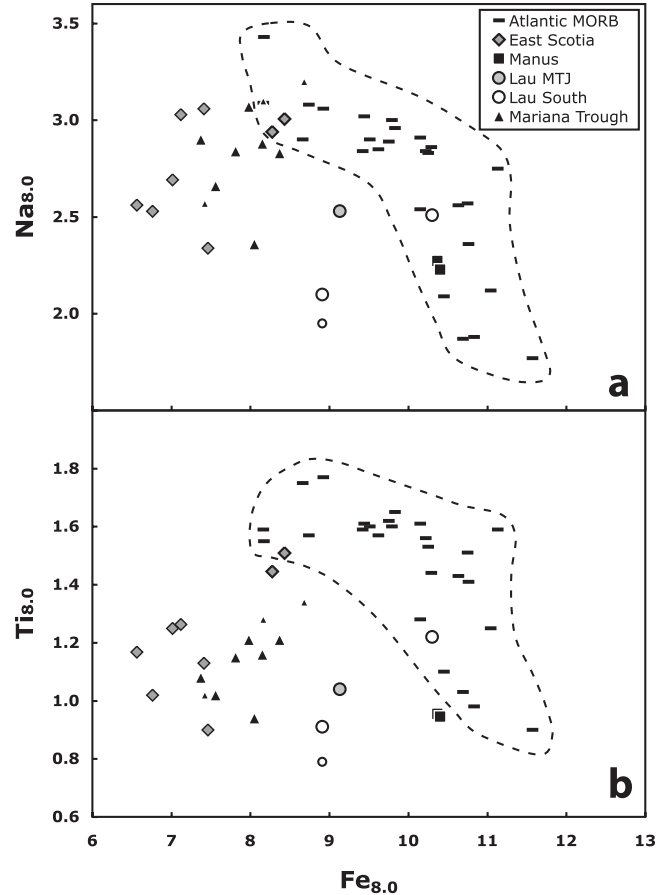 3.5
3.0
2.5
2.0
Na8.0
Atlantic MORB
East Scotia
Manus
Lau MTJ
Lau South
Mariana Trough
a
1.8
1.6
1.4
1.2
1.0
0.8
0.6
Ti8.0
b
6 7 8 9 10 11 12 13
Fe8.0